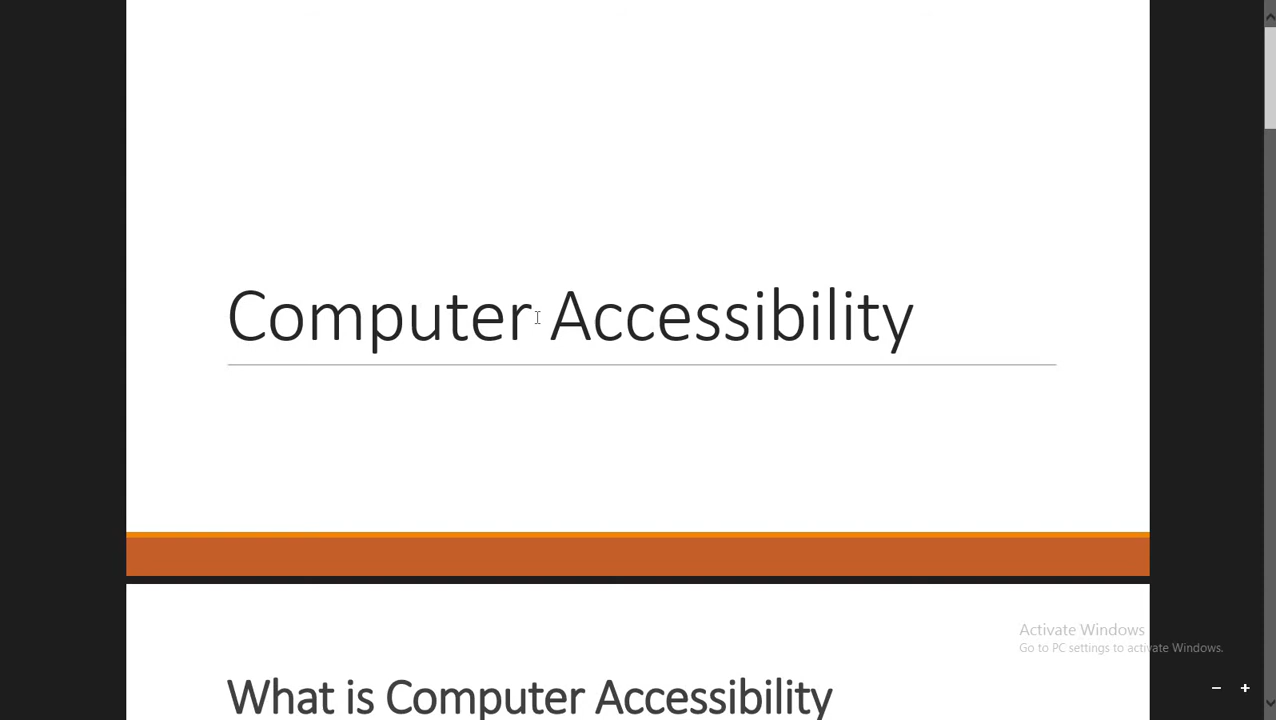 Computer Accessibility
What is Computer Accessibility
Activate Windows
Go to PC settings to activate Windows.